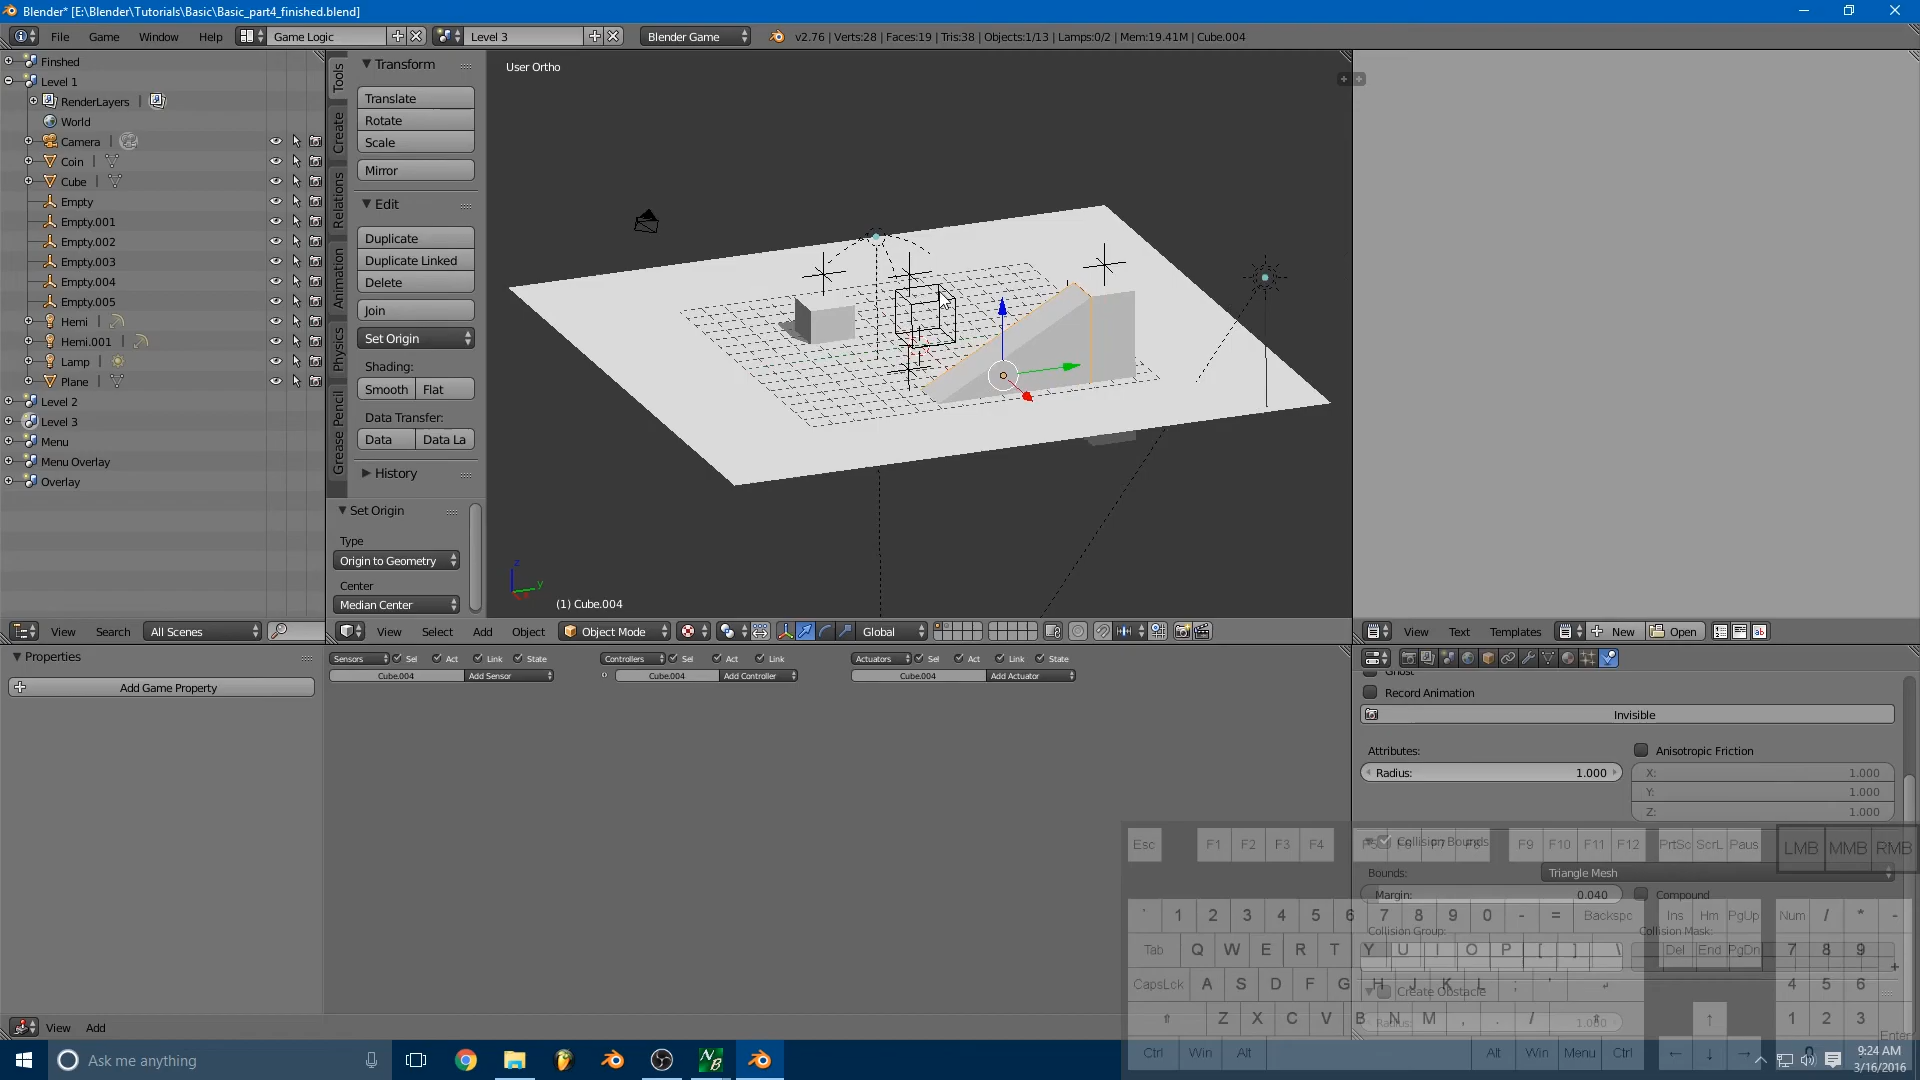 Blender* [E:\Blender\Tutorials\Basic\Basic_part4_finished.blend]
File Game Window Help Game Logic Level 3 Blender Game v2.76 | Verts:28 | Faces:19 | Tris:38 | Objects:1/13 | Lamps:0/2 | Mem:19.41M | Cube.004
Finshed
Level 1
RenderLayers |
World
Camera |
Coin |
Cube |
Empty
Empty.001
Empty.002
Empty.003
Empty.004
Empty.005
Hemi |
Hemi.001 |
Lamp |
Plane |
Level 2
Level 3
Menu
Menu Overlay
Overlay
View Search All Scenes
Tools
Create
Relations
Animation
Physics
Grease Pencil
Transform
Translate
Rotate
Scale
Mirror
Edit
Duplicate
Duplicate Linked
Delete
Join
Set Origin
Shading:
Smooth Flat
Data Transfer:
Data Data La
History
Set Origin
Type
Origin to Geometry
Center
Median Center
User Ortho
z
y
(1) Cube.004
View Select Add Object Object Mode Global
View Text Templates New Open
Properties
Add Game Property
View Add
Sensors Sel Act Link State Controllers Sel Act Link Actuators Sel Act Link State
Cube.004 Add Sensor Cube.004 Add Controller Cube.004 Add Actuator
Ghost
Record Animation
Invisible
Attributes: Anisotropic Friction
Radius: 1.000 X: 1.000
Y: 1.000
Z: 1.000
Collision Bounds
Bounds: Triangle Mesh
Margin: 0.040 Compound
Collision Group: Collision Mask:
Create Obstacle
Radius: 1.000
Esc F1 F2 F3 F4 F5 F6 F7 F8 F9 F10 F11 F12 PrtSc ScrL Paus LMB MMB RMB
` 1 2 3 4 5 6 7 8 9 0 - = Backspc Ins Hm PgUp Num / * -
Tab Q W E R T Y U I O P [ ] \ Del End PgDn 7 8 9 +
CapsLck A S D F G H J K L ; ' ↵ 4 5 6
⇧ Z X C V B N M , . / ⇧ ↑ 1 2 3 Enter
Ctrl Win Alt Alt Win Menu Ctrl ← ↓ → 0
Ask me anything
9:24 AM
3/16/2016